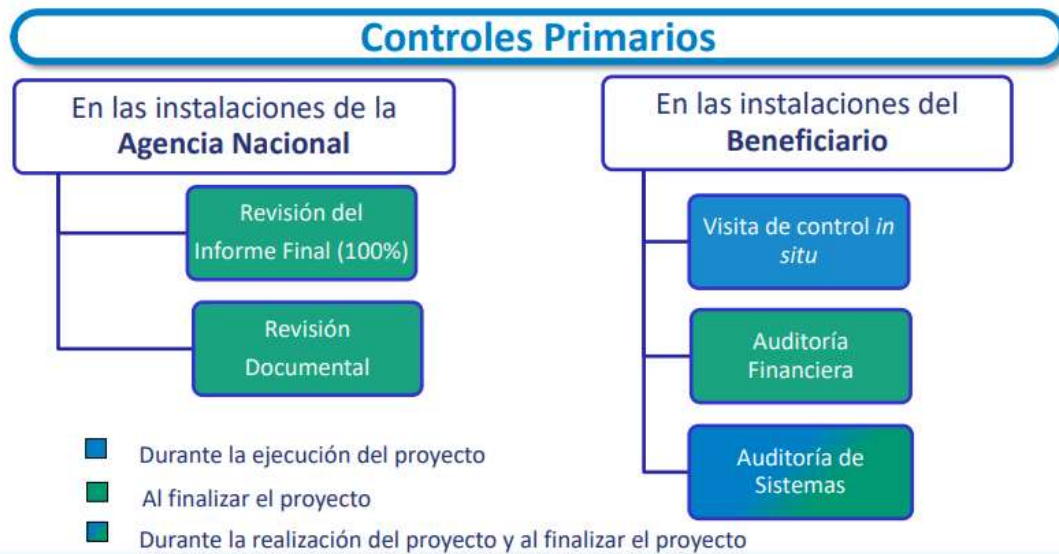 Controles Primarios
En las instalaciones de la
Agencia Nacional
Revisión del
Informe Final (100%)
Revisión
Documental
En las instalaciones del
Beneficiario
Visita de control in
situ
Auditoría
Financiera
Auditoría de
Sistemas
Durante la ejecución del proyecto
Al finalizar el proyecto
Durante la realización del proyecto y al finalizar el proyecto